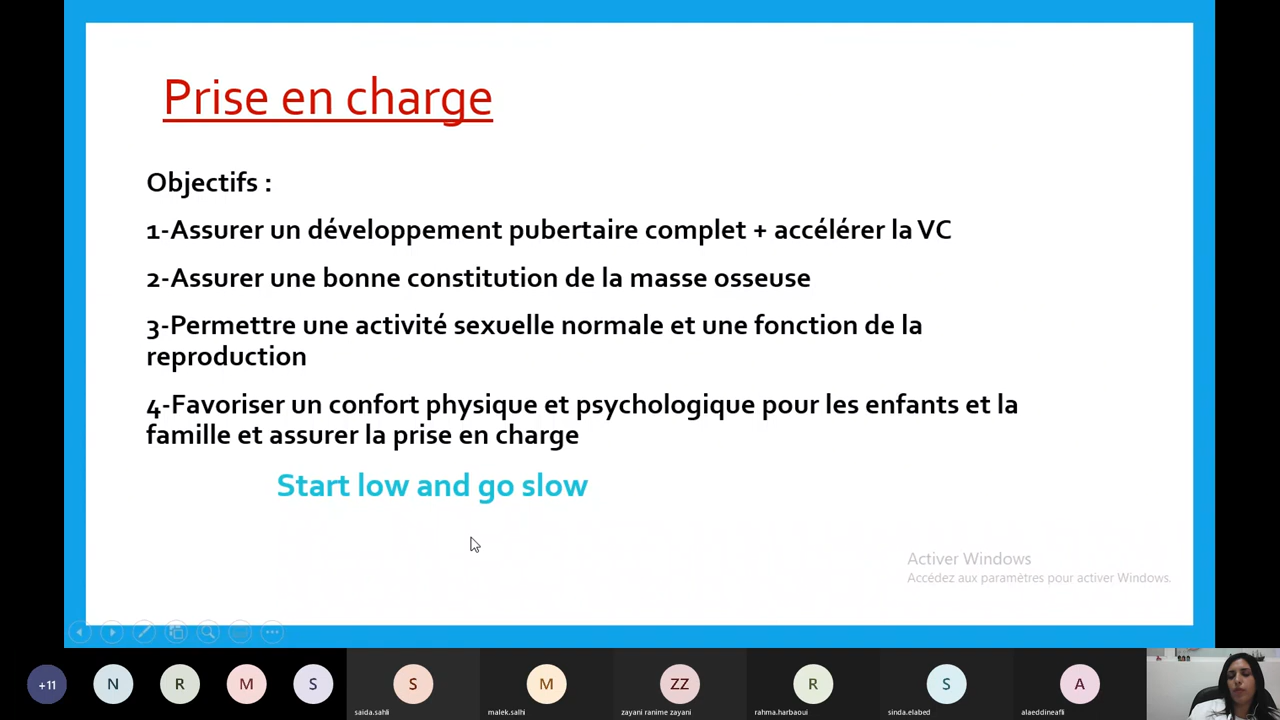 Prise en charge
Objectifs :
1-Assurer un développement pubertaire complet + accélérer la VC
2-Assurer une bonne constitution de la masse osseuse
3-Permettre une activité sexuelle normale et une fonction de la
reproduction
4-Favoriser un confort physique et psychologique pour les enfants et la
famille et assurer la prise en charge
Start low and go slow
Activer Windows
Accédez aux paramètres pour activer Windows.
+11
N
R
M
S
S
M
ZZ
R
S
A
saida.sahli
malek.salhi
zayani ranime zayani
rahma.harbaoui
sinda.elabed
alaeddineafli